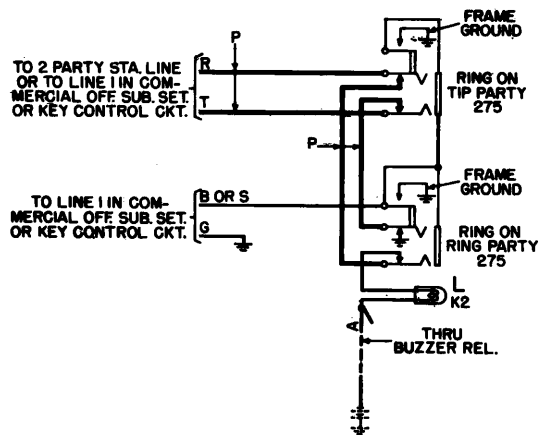 FRAME
GROUND
P
R
TO 2 PARTY STA. LINE
OR TO LINE I IN COM-
MERCIAL OFF. SUB. SET.
OR KEY CONTROL CKT.
T
RING ON
TIP PARTY
275
P
FRAME
GROUND
B OR S
TO LINE I IN COM-
MERCIAL OFF. SUB. SET.
OR KEY CONTROL CKT.
G
RING ON
RING PARTY
275
L
K2
A
THRU
BUZZER REL.